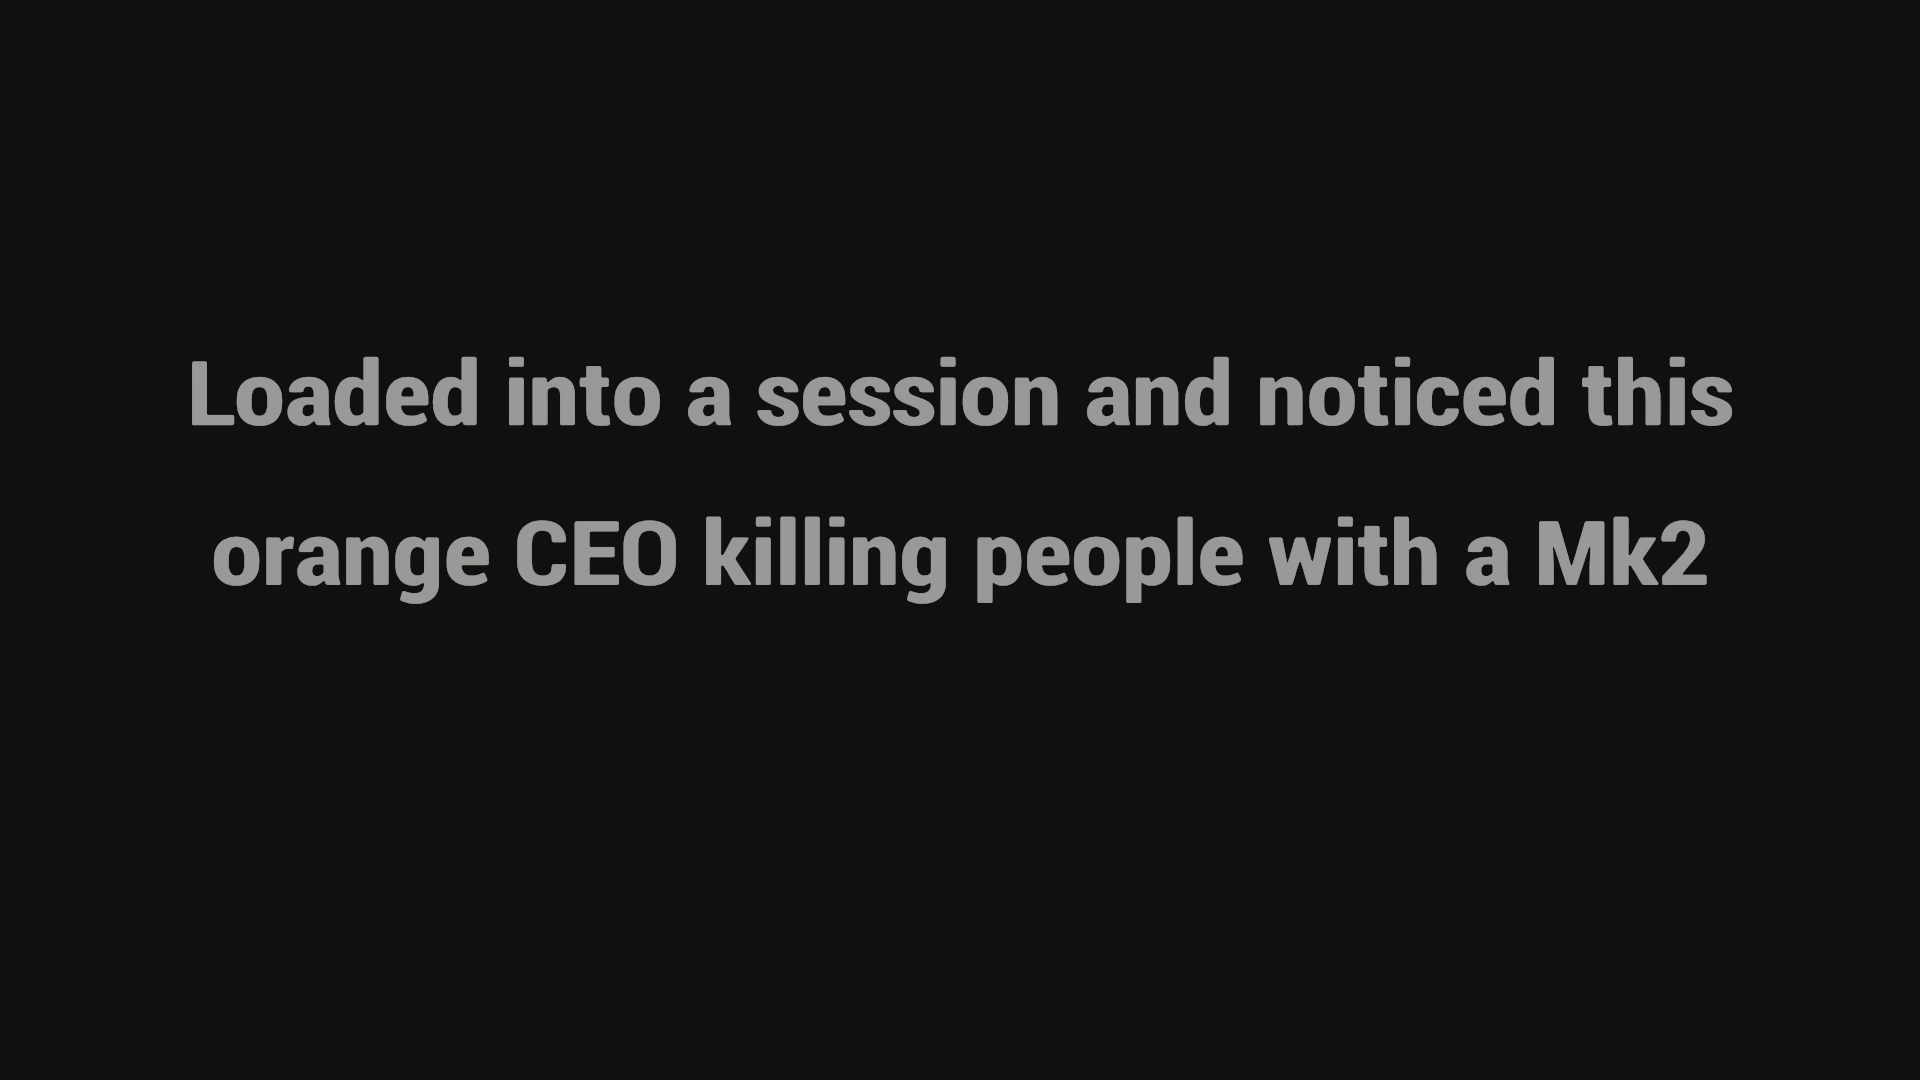 Loaded into a session and noticed this
orange CEO killing people with a Mk2